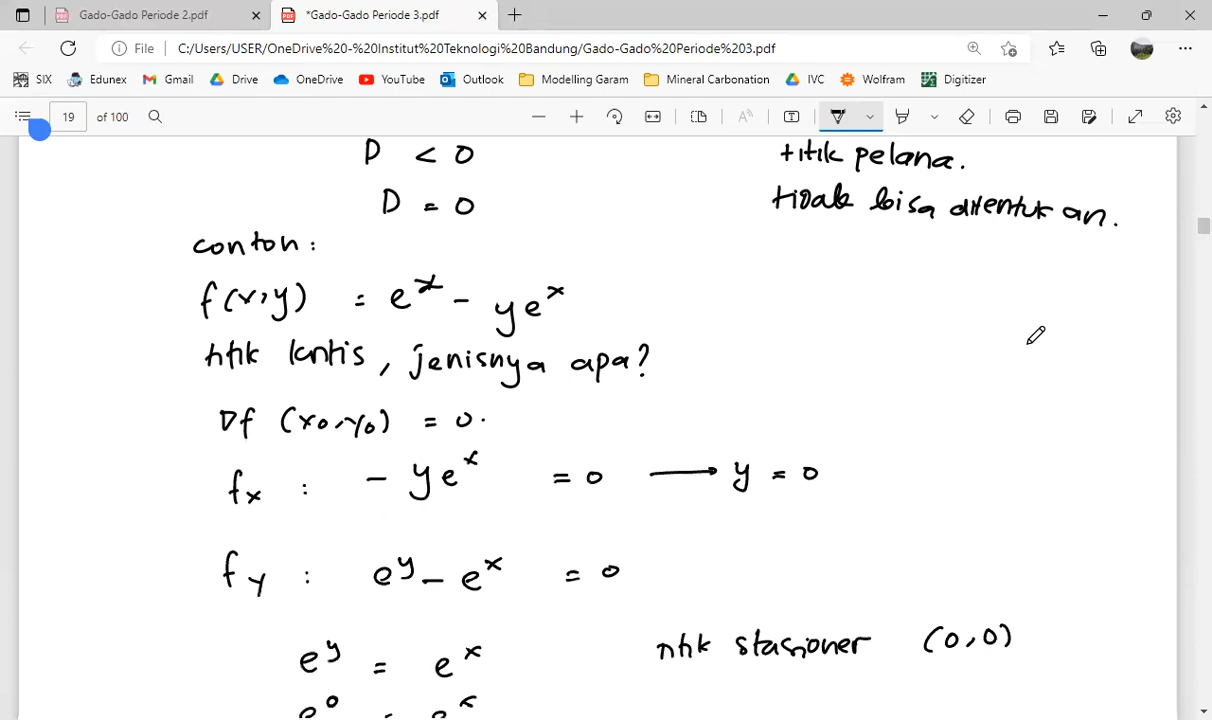 Gado-Gado Periode 2.pdf
*Gado-Gado Periode 3.pdf
File C:/Users/USER/OneDrive%20-%20Institut%20Teknologi%20Bandung/Gado-Gado%20Periode%203.pdf
SIX Edunex Gmail Drive OneDrive YouTube Outlook Modelling Garam Mineral Carbonation IVC Wolfram Digitizer
19 of 100
D < 0 titik pelana.
D = 0 tidak bisa ditentukan.
contoh:
f(x,y) = e^x - ye^x
titik kritis, jenisnya apa?
∇f (x0,y0) = 0.
fx : - ye^x = 0 → y = 0
fy : e^y - e^x = 0
e^y = e^x titik stasioner (0,0)
e^0 = e^x